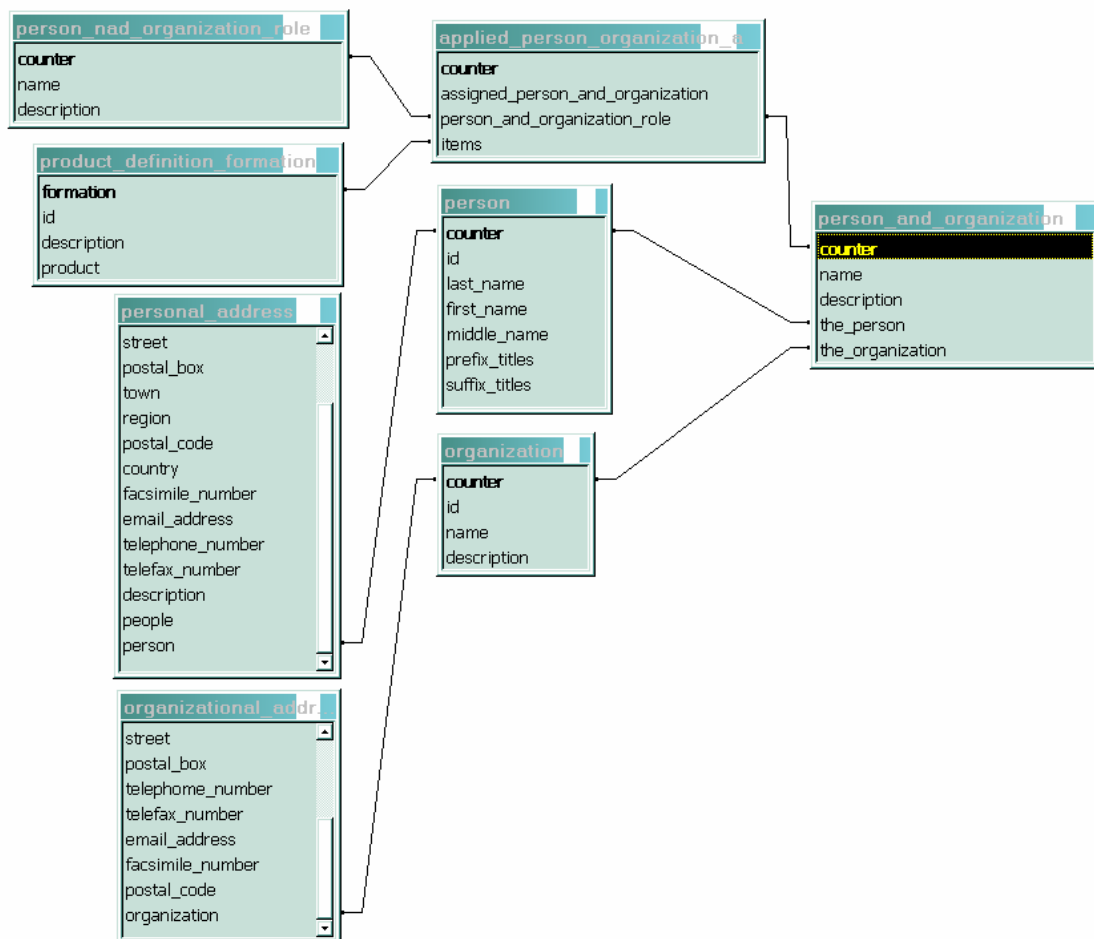 person_nad_organization_role
counter
name
description
applied_person_organization_a
counter
assigned_person_and_organization
person_and_organization_role
items
product_definition_formation
formation
id
description
product
person
counter
id
last_name
first_name
middle_name
prefix_titles
suffix_titles
person_and_organization
counter
name
description
the_person
the_organization
personal_address
street
postal_box
town
region
postal_code
country
facsimile_number
email_address
telephone_number
telefax_number
description
people
person
organization
counter
id
name
description
organizational_addr...
street
postal_box
telephome_number
telefax_number
email_address
facsimile_number
postal_code
organization